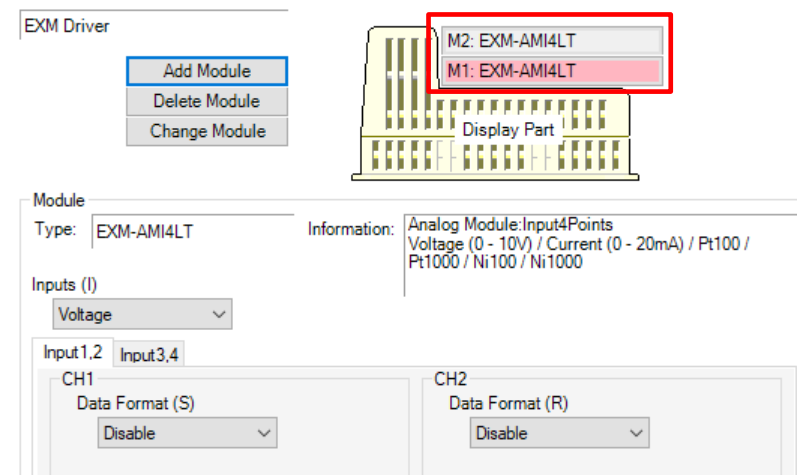 EXM Driver
M2: EXM-AMI4LT
Add Module
M1: EXM-AMI4LT
Delete Module
Change Module
Display Part
Module
Type: EXM-AMI4LT
Information: Analog Module:Input4Points
Voltage (0 - 10V) / Current (0 - 20mA) / Pt100 /
Pt1000 / Ni100 / Ni1000
Inputs (I)
Voltage
Input1,2 Input3,4
CH1 CH2
Data Format (S) Data Format (R)
Disable Disable